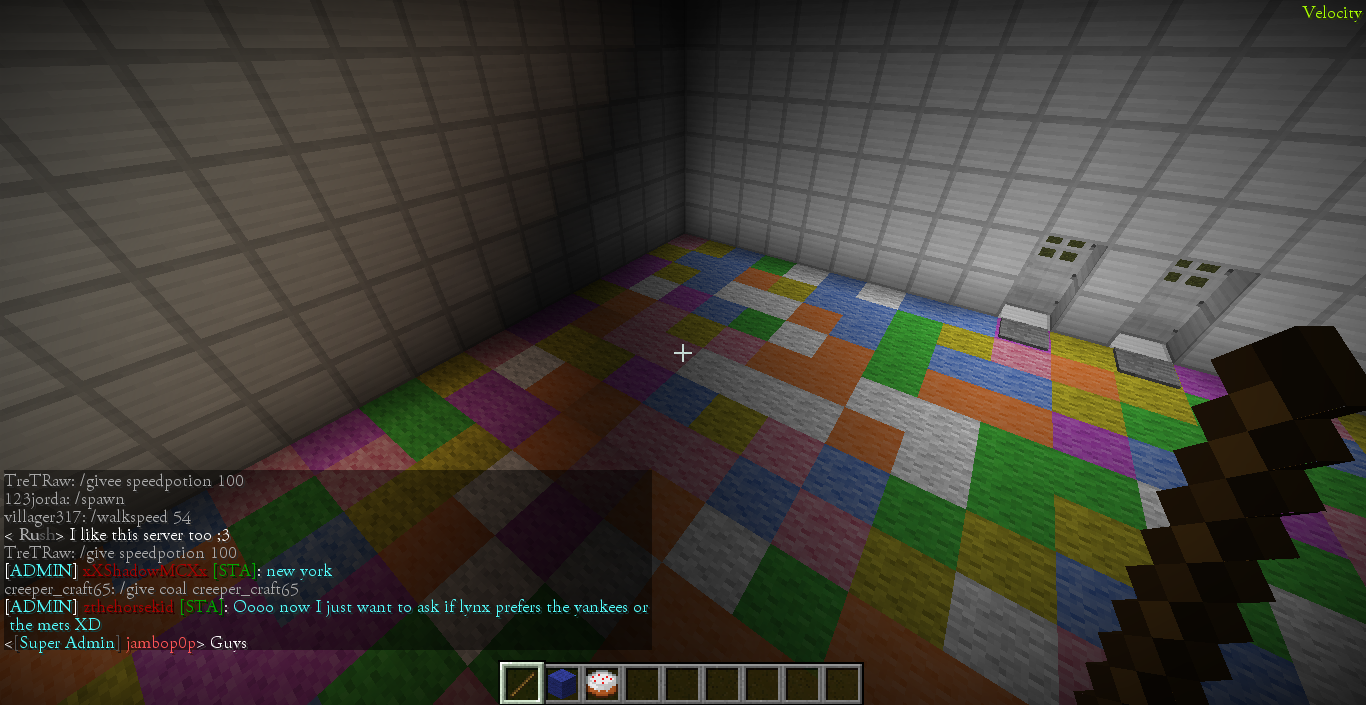 Velocity
TreTRaw: /givee speedpotion 100
123jorda: /spawn
villager317: /walkspeed 54
< Rush> I like this server too ;3
TreTRaw: /give speedpotion 100
[ADMIN] xXShadowMCXx [STA]: new york
creeper_craft65: /give coal creeper_craft65
[ADMIN] zthehorsekid [STA]: Oooo now I just want to ask if lynx prefers the yankees or
the mets XD
<[Super Admin] jambop0p> Guys